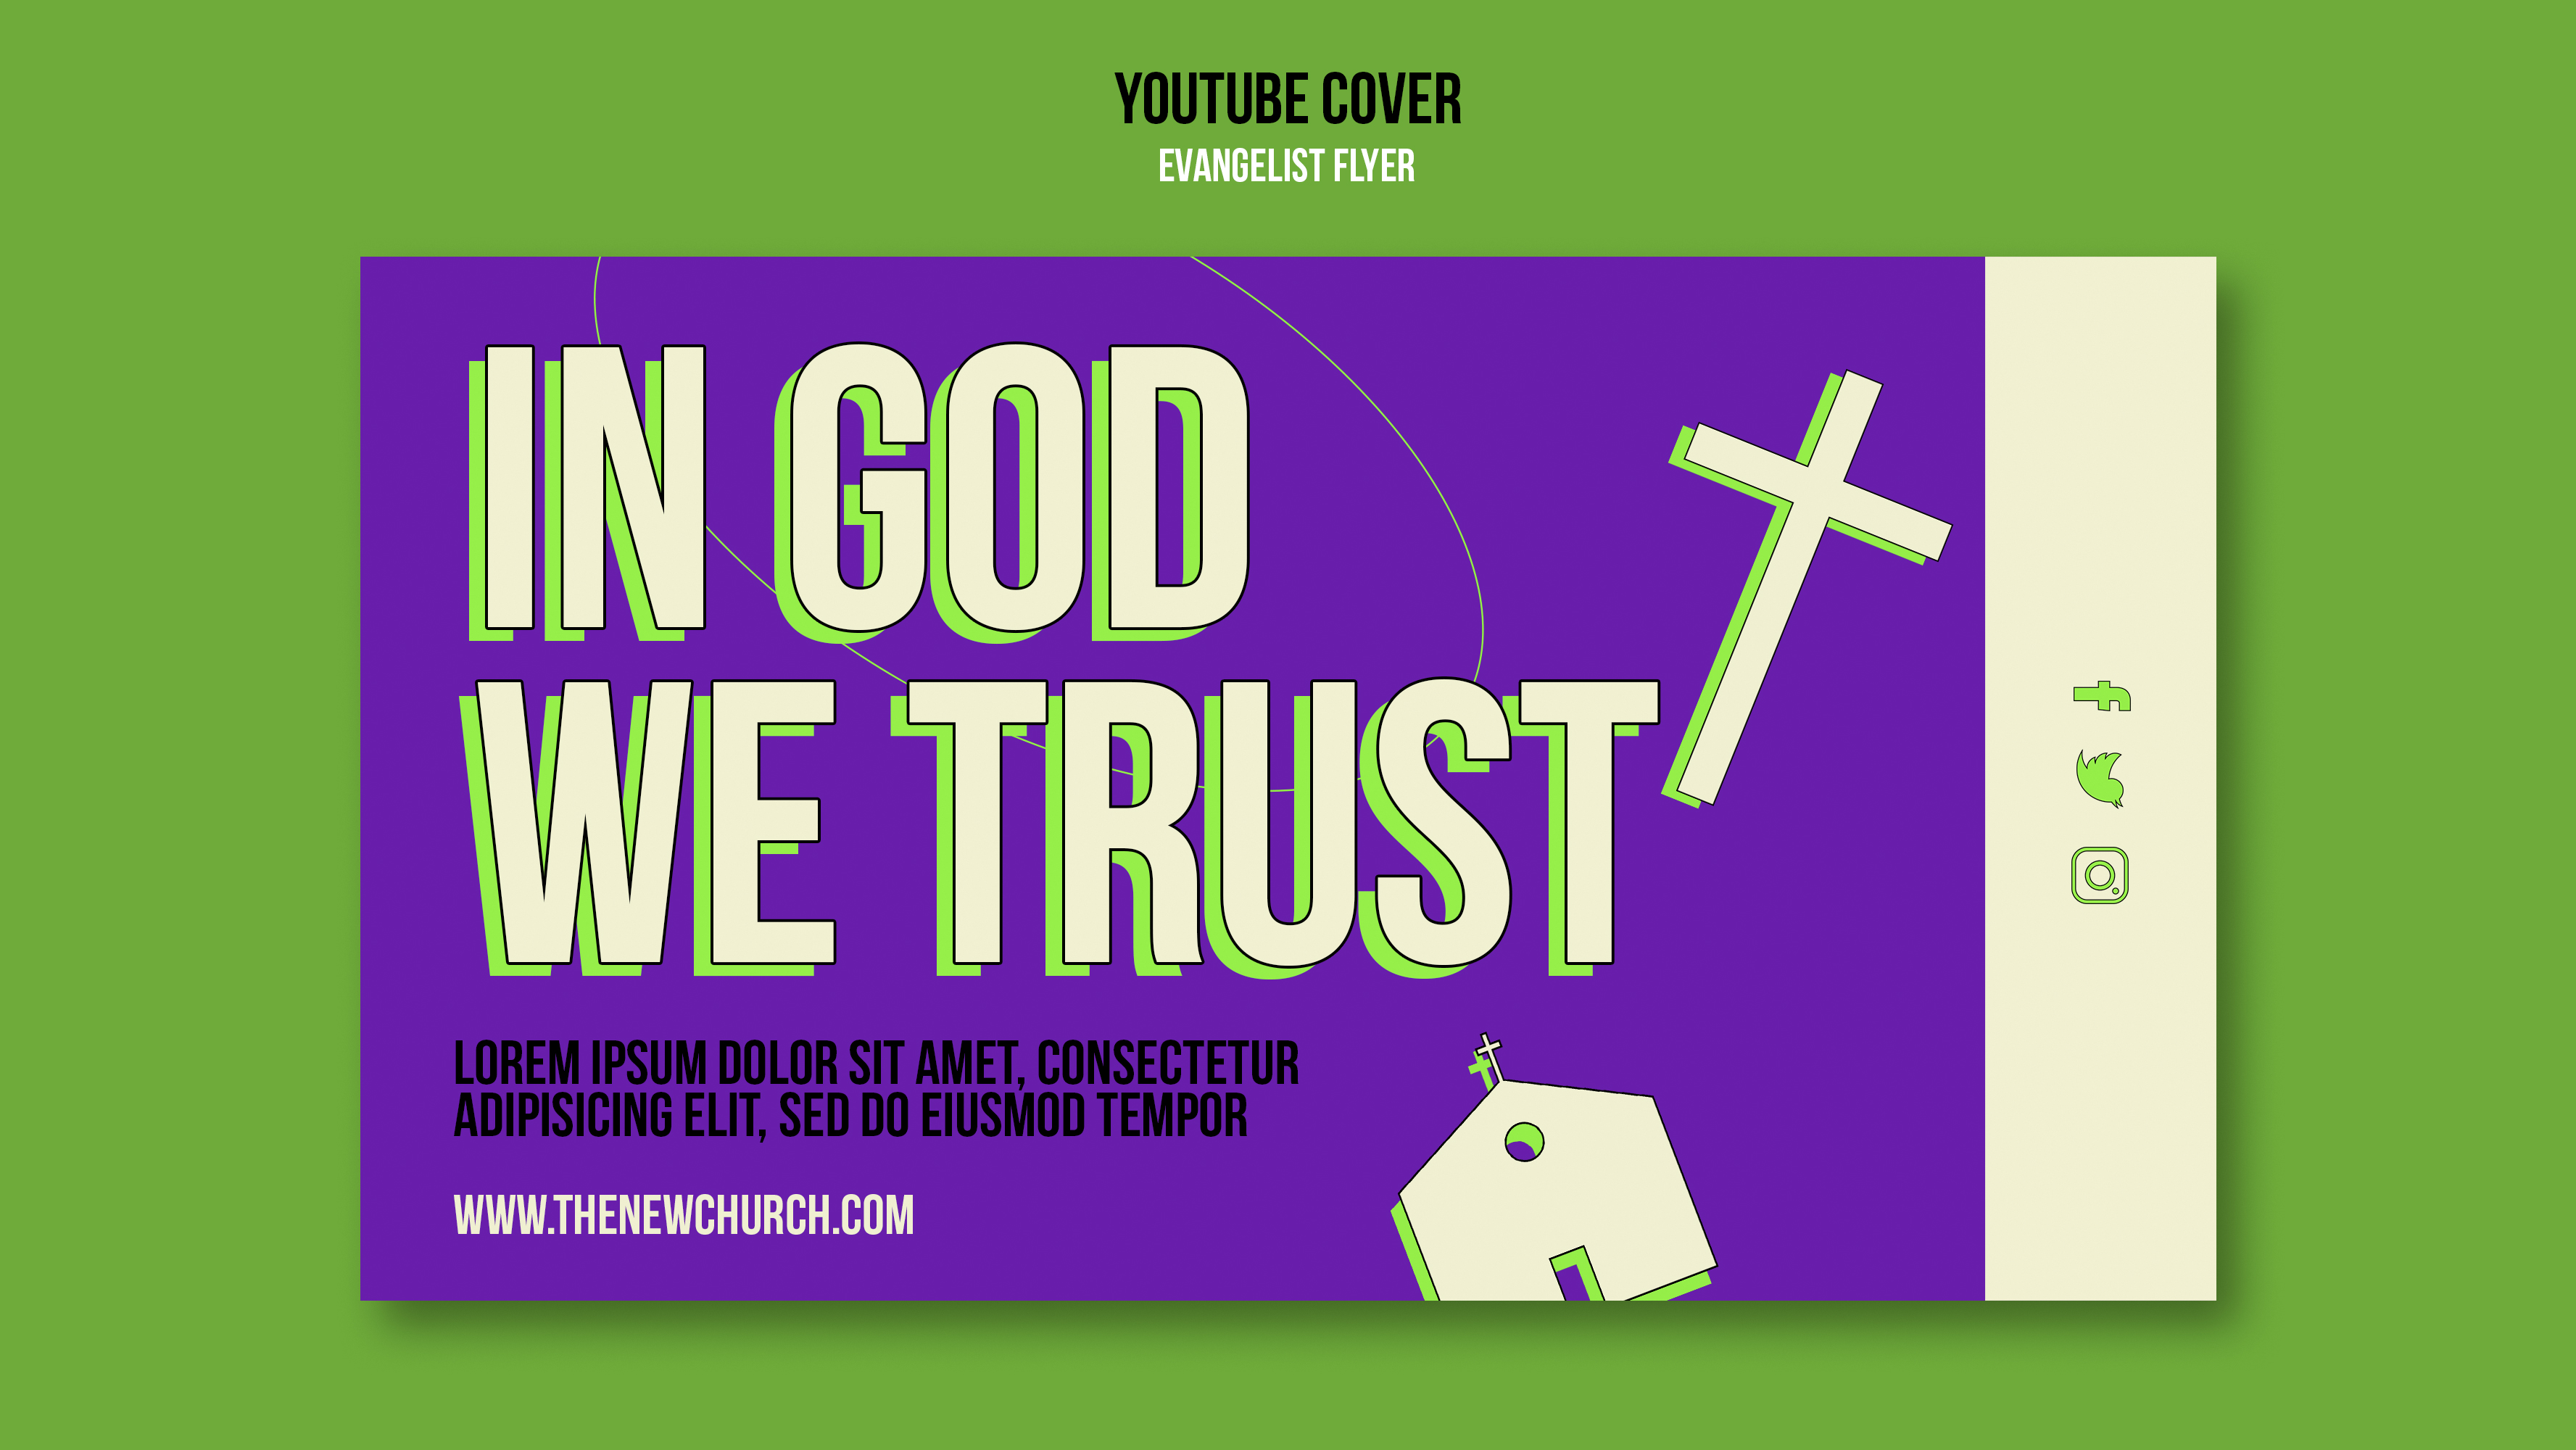 YOUTUBE COVER
EVANGELIST FLYER
IN GOD
WE TRUST
LOREM IPSUM DOLOR SIT AMET, CONSECTETUR
ADIPISICING ELIT, SED DO EIUSMOD TEMPOR
WWW.THENEWCHURCH.COM